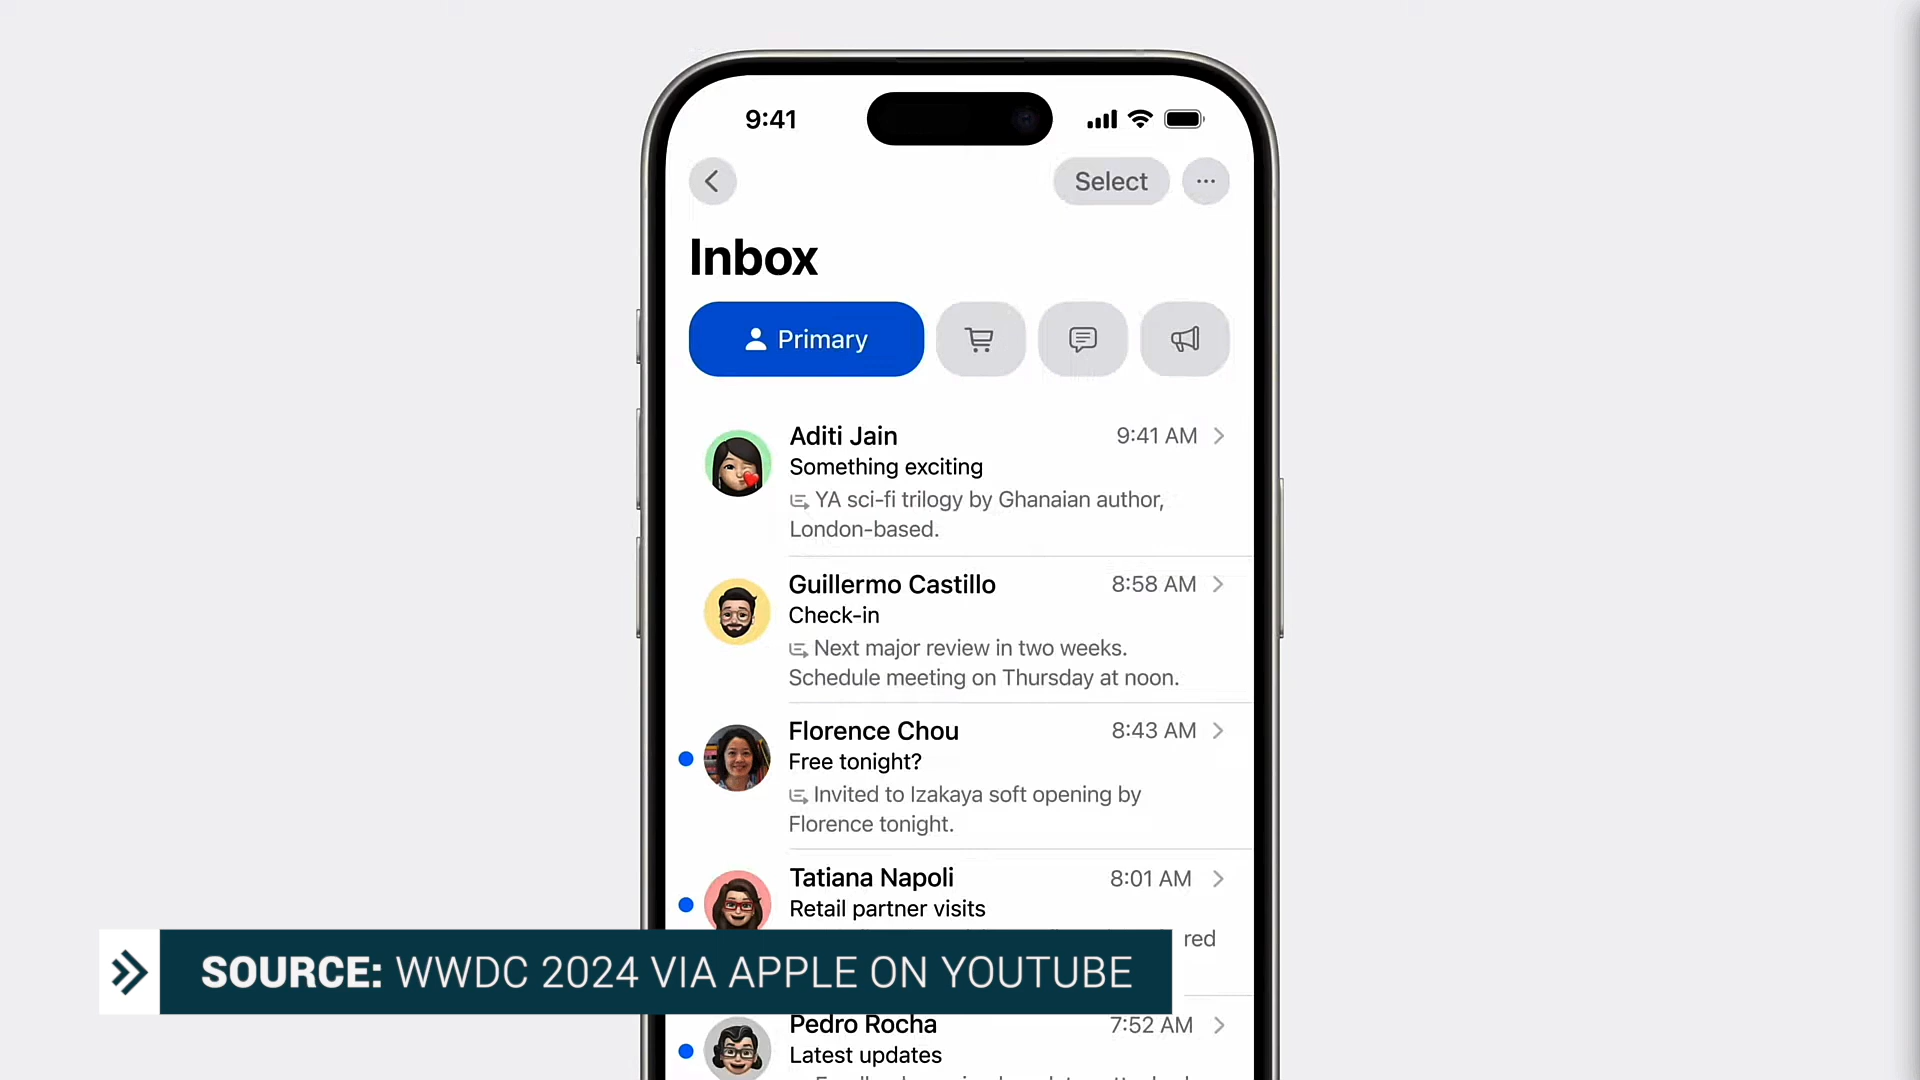 9:41
Select
Inbox
Primary
Aditi Jain 9:41 AM
Something exciting
YA sci-fi trilogy by Ghanaian author,
London-based.
Guillermo Castillo 8:58 AM
Check-in
Next major review in two weeks.
Schedule meeting on Thursday at noon.
Florence Chou 8:43 AM
Free tonight?
Invited to Izakaya soft opening by
Florence tonight.
Tatiana Napoli 8:01 AM
Retail partner visits
red
SOURCE: WWDC 2024 VIA APPLE ON YOUTUBE
Pedro Rocha 7:52 AM
Latest updates